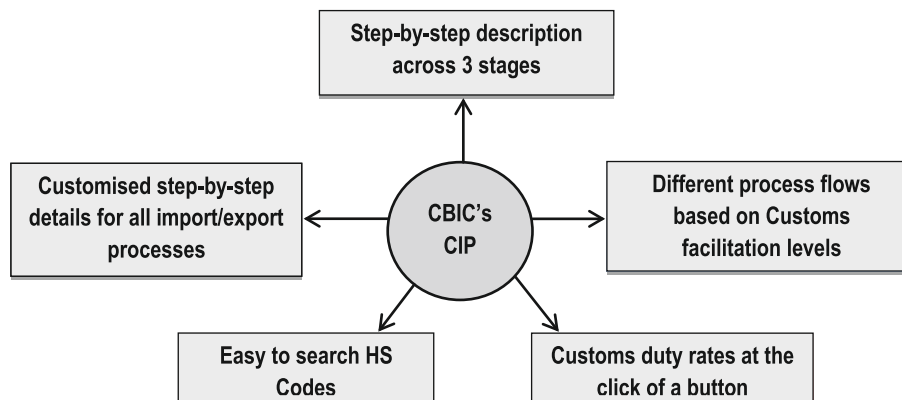 Step-by-step description
across 3 stages
Customised step-by-step
details for all import/export
processes
CBIC's
CIP
Different process flows
based on Customs
facilitation levels
Easy to search HS
Codes
Customs duty rates at the
click of a button